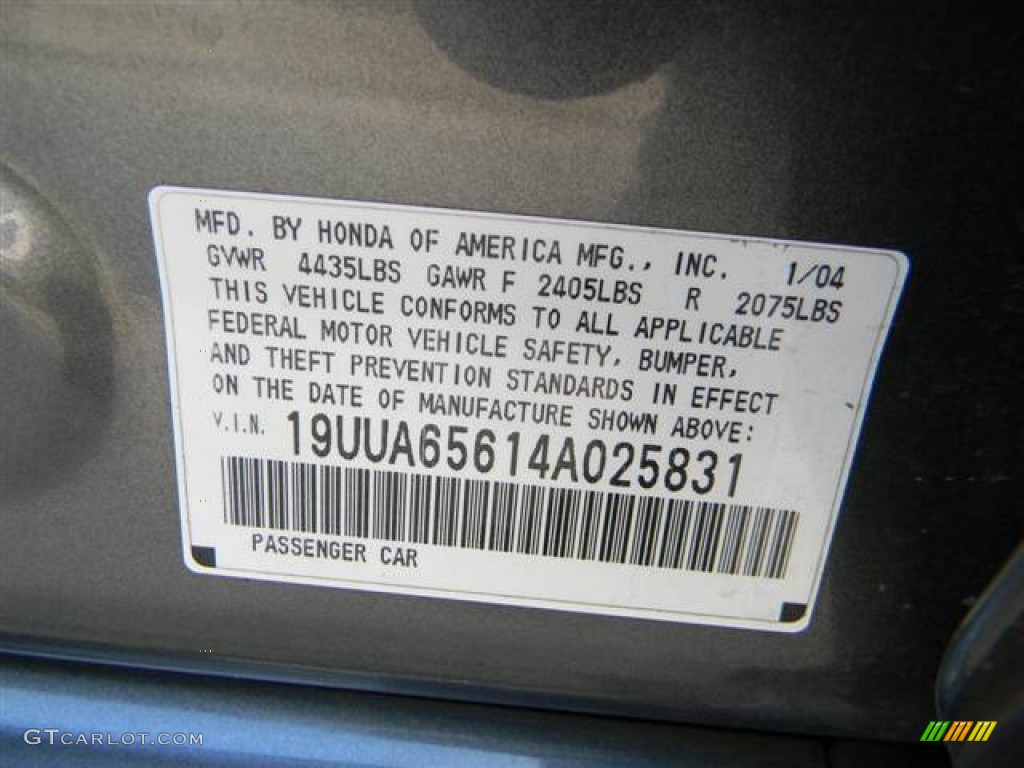 MFD. BY HONDA OF AMERICA MFG., INC. 1/04
GVWR 4435LBS GAWR F 2405LBS R 2075LBS
THIS VEHICLE CONFORMS TO ALL APPLICABLE
FEDERAL MOTOR VEHICLE SAFETY, BUMPER,
AND THEFT PREVENTION STANDARDS IN EFFECT
ON THE DATE OF MANUFACTURE SHOWN ABOVE:
V.I.N. 19UUA65614A025831
PASSENGER CAR
GTCARLOT.COM